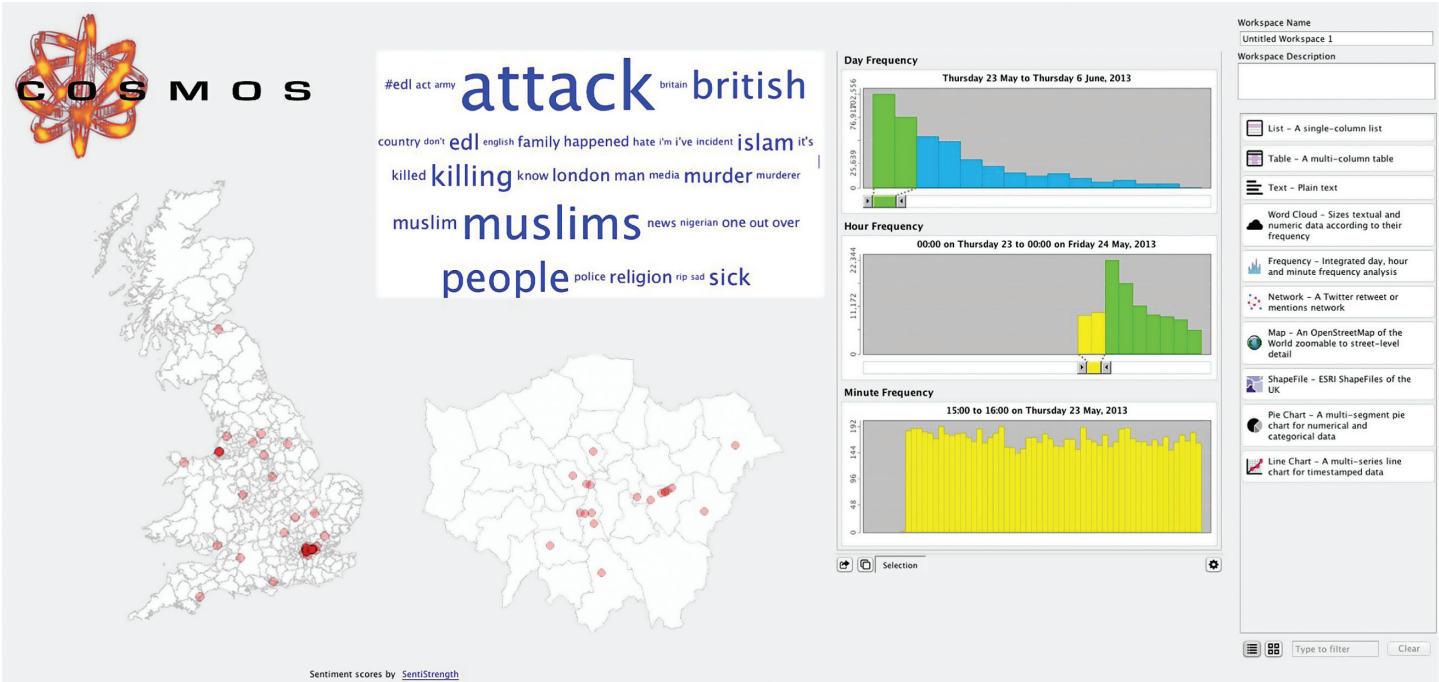 COSMOS
#edl act army attack britain british
country don't edl english family happened hate i'm i've incident islam it's
killed killing know london man media murder murderer
muslim muslims news nigerian one out over
people police religion rip sad sick
Day Frequency
Thursday 23 May to Thursday 6 June, 2013
102,556
76,917
25,639
0
Hour Frequency
00:00 on Thursday 23 to 00:00 on Friday 24 May, 2013
22,344
11,172
0
Minute Frequency
15:00 to 16:00 on Thursday 23 May, 2013
192
144
96
48
0
Selection
Workspace Name
Untitled Workspace 1
Workspace Description
List – A single-column list
Table – A multi-column table
Text – Plain text
Word Cloud – Sizes textual and
numeric data according to their
frequency
Frequency – Integrated day, hour
and minute frequency analysis
Network – A Twitter retweet or
mentions network
Map – An OpenStreetMap of the
World zoomable to street-level
detail
ShapeFile – ESRI ShapeFiles of the
UK
Pie Chart – A multi-segment pie
chart for numerical and
categorical data
Line Chart – A multi-series line
chart for timestamped data
Type to filter
Clear
Sentiment scores by SentiStrength